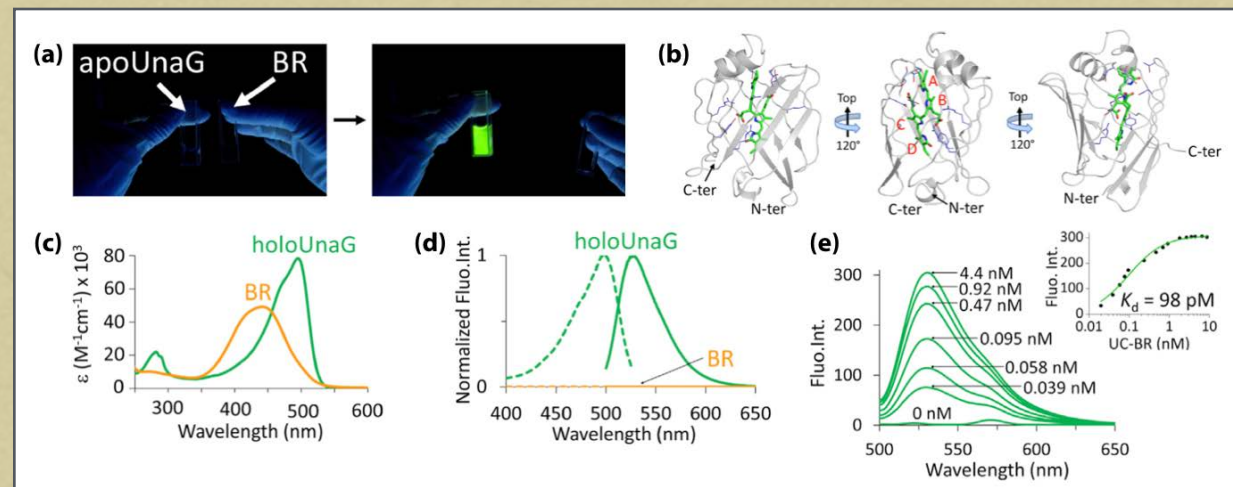 (a)
apoUnaG
BR
(b)
A
B
C
D
Top
120°
Top
120°
C-ter
N-ter
C-ter
N-ter
N-ter
C-ter
(c)
holoUnaG
BR
ε (M⁻¹cm⁻¹) x 10³
80
60
40
20
0
400
500
600
Wavelength (nm)
(d)
holoUnaG
BR
Normalized Fluo.Int.
1
0
400
450
500
550
600
650
Wavelength (nm)
(e)
Fluo.Int.
300
200
100
0
4.4 nM
0.92 nM
0.47 nM
0.095 nM
0.058 nM
0.039 nM
0 nM
500
550
600
650
Wavelength (nm)
Fluo. Int.
300
200
100
0
Kd = 98 pM
0.01
0.1
1
10
UC-BR (nM)